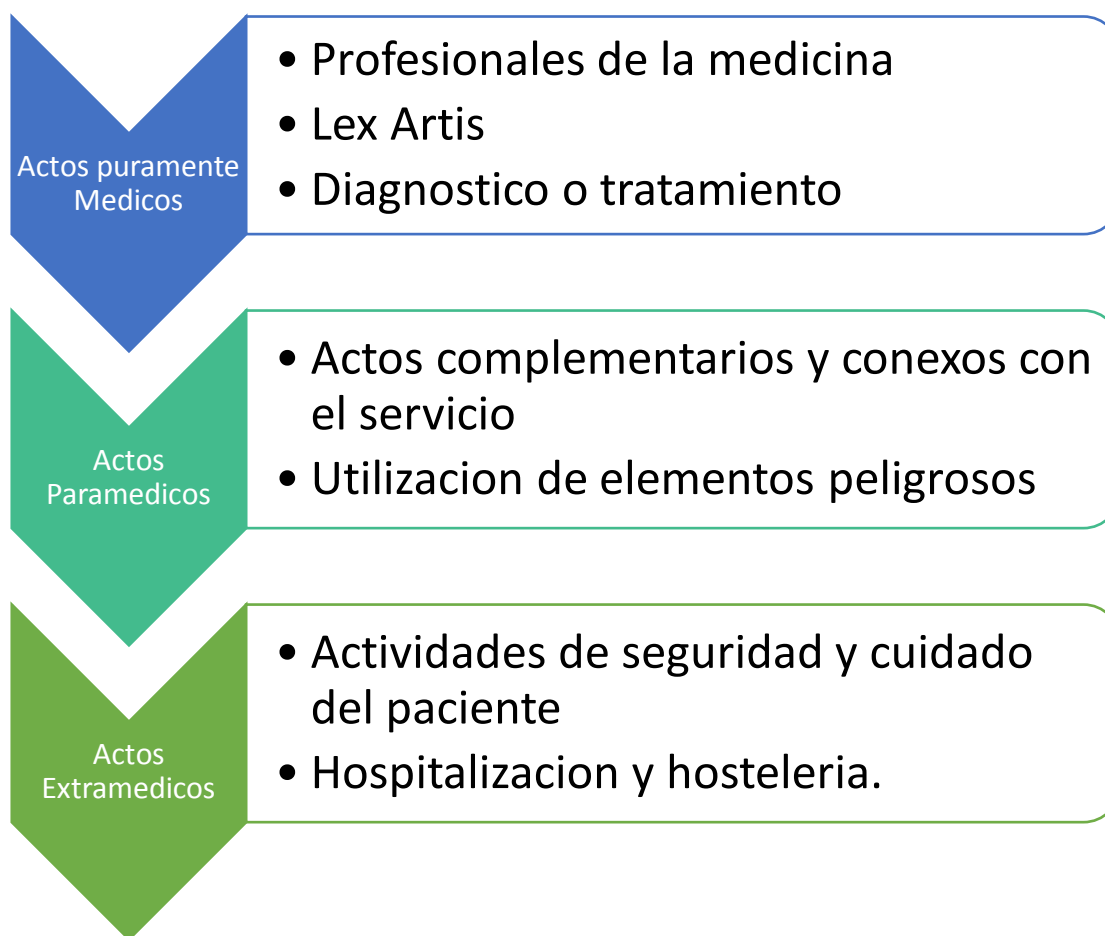 Actos puramente
Medicos
• Profesionales de la medicina
• Lex Artis
• Diagnostico o tratamiento
Actos
Paramedicos
• Actos complementarios y conexos con
el servicio
• Utilizacion de elementos peligrosos
Actos
Extramedicos
• Actividades de seguridad y cuidado
del paciente
• Hospitalizacion y hosteleria.